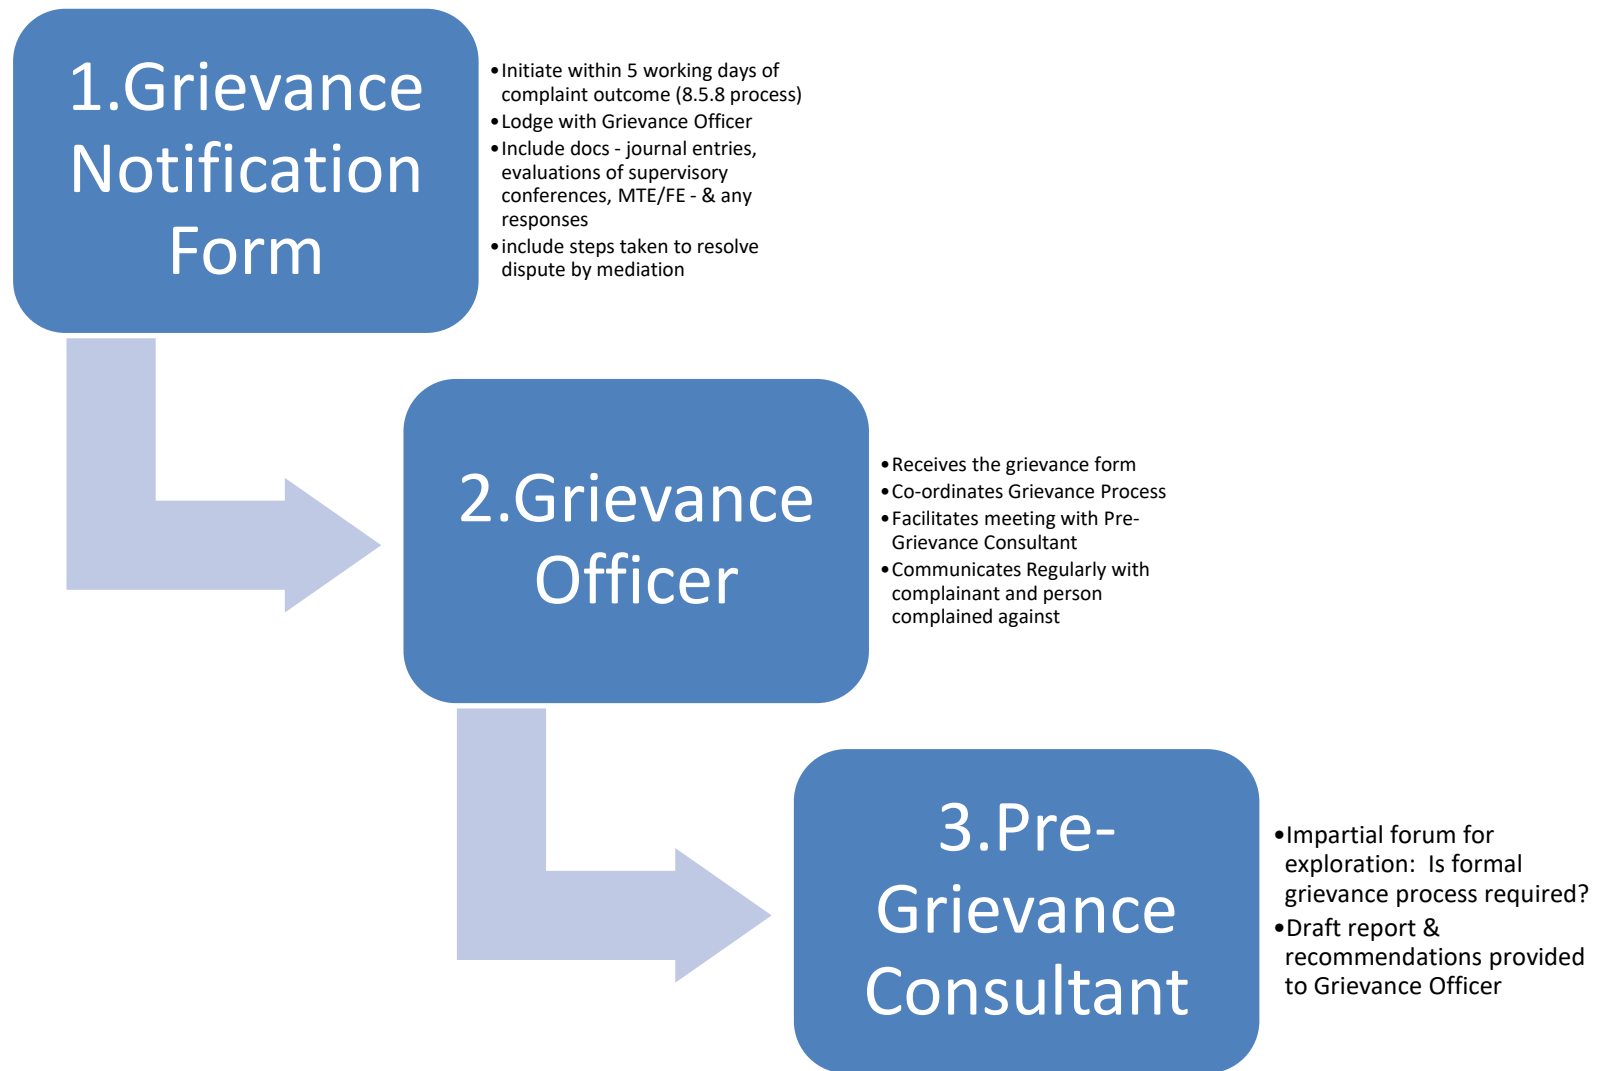 1.Grievance
Notification
Form
•Initiate within 5 working days of
complaint outcome (8.5.8 process)
•Lodge with Grievance Officer
•Include docs - journal entries,
evaluations of supervisory
conferences, MTE/FE - & any
responses
•include steps taken to resolve
dispute by mediation
2.Grievance
Officer
•Receives the grievance form
•Co-ordinates Grievance Process
•Facilitates meeting with Pre-
Grievance Consultant
•Communicates Regularly with
complainant and person
complained against
3.Pre-
Grievance
Consultant
•Impartial forum for
exploration:  Is formal
grievance process required?
•Draft report &
recommendations provided
to Grievance Officer